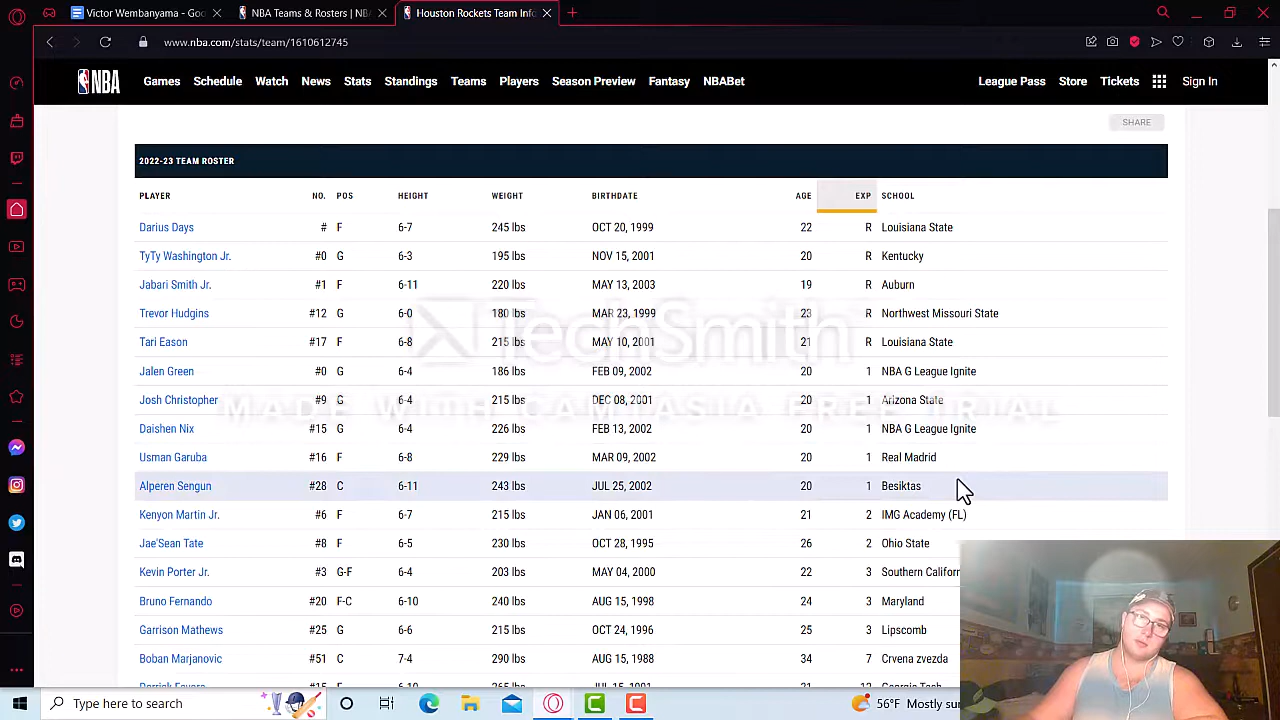 Victor Wembanyama - Goo
NBA Teams & Rosters | NB
Houston Rockets Team Info
www.nba.com/stats/team/1610612745
NBA Games Schedule Watch News Stats Standings Teams Players Season Preview Fantasy NBABet League Pass Store Tickets Sign In
SHARE
2022-23 TEAM ROSTER
PLAYER NO. POS HEIGHT WEIGHT BIRTHDATE AGE EXP SCHOOL
Darius Days # F 6-7 245 lbs OCT 20, 1999 22 R Louisiana State
TyTy Washington Jr. #0 G 6-3 195 lbs NOV 15, 2001 20 R Kentucky
Jabari Smith Jr. #1 F 6-11 220 lbs MAY 13, 2003 19 R Auburn
Trevor Hudgins #12 G 6-0 180 lbs MAR 23, 1999 23 R Northwest Missouri State
TechSmith
Tari Eason #17 F 6-8 215 lbs MAY 10, 2001 21 R Louisiana State
Jalen Green #0 G 6-4 186 lbs FEB 09, 2002 20 1 NBA G League Ignite
Josh Christopher #9 G 6-4 215 lbs DEC 08, 2001 20 1 Arizona State
MADE WITH CAMTASIA FREE TRIAL
Daishen Nix #15 G 6-4 226 lbs FEB 13, 2002 20 1 NBA G League Ignite
Usman Garuba #16 F 6-8 229 lbs MAR 09, 2002 20 1 Real Madrid
Alperen Sengun #28 C 6-11 243 lbs JUL 25, 2002 20 1 Besiktas
Kenyon Martin Jr. #6 F 6-7 215 lbs JAN 06, 2001 21 2 IMG Academy (FL)
Jae'Sean Tate #8 F 6-5 230 lbs OCT 28, 1995 26 2 Ohio State
Kevin Porter Jr. #3 G-F 6-4 203 lbs MAY 04, 2000 22 3 Southern Californ
Bruno Fernando #20 F-C 6-10 240 lbs AUG 15, 1998 24 3 Maryland
Garrison Mathews #25 G 6-6 215 lbs OCT 24, 1996 25 3 Lipscomb
Boban Marjanovic #51 C 7-4 290 lbs AUG 15, 1988 34 7 Crvena zvezda
Type here to search
56°F Mostly su